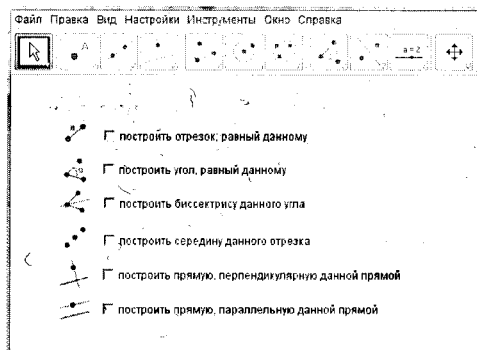 Файл Правка Вид Настройки Инструменты Окно Справка
A
a=2
построить отрезок, равный данному
построить угол, равный данному
построить биссектрису данного угла
построить середину данного отрезка
построить прямую, перпендикулярную данной прямой
построить прямую, параллельную данной прямой